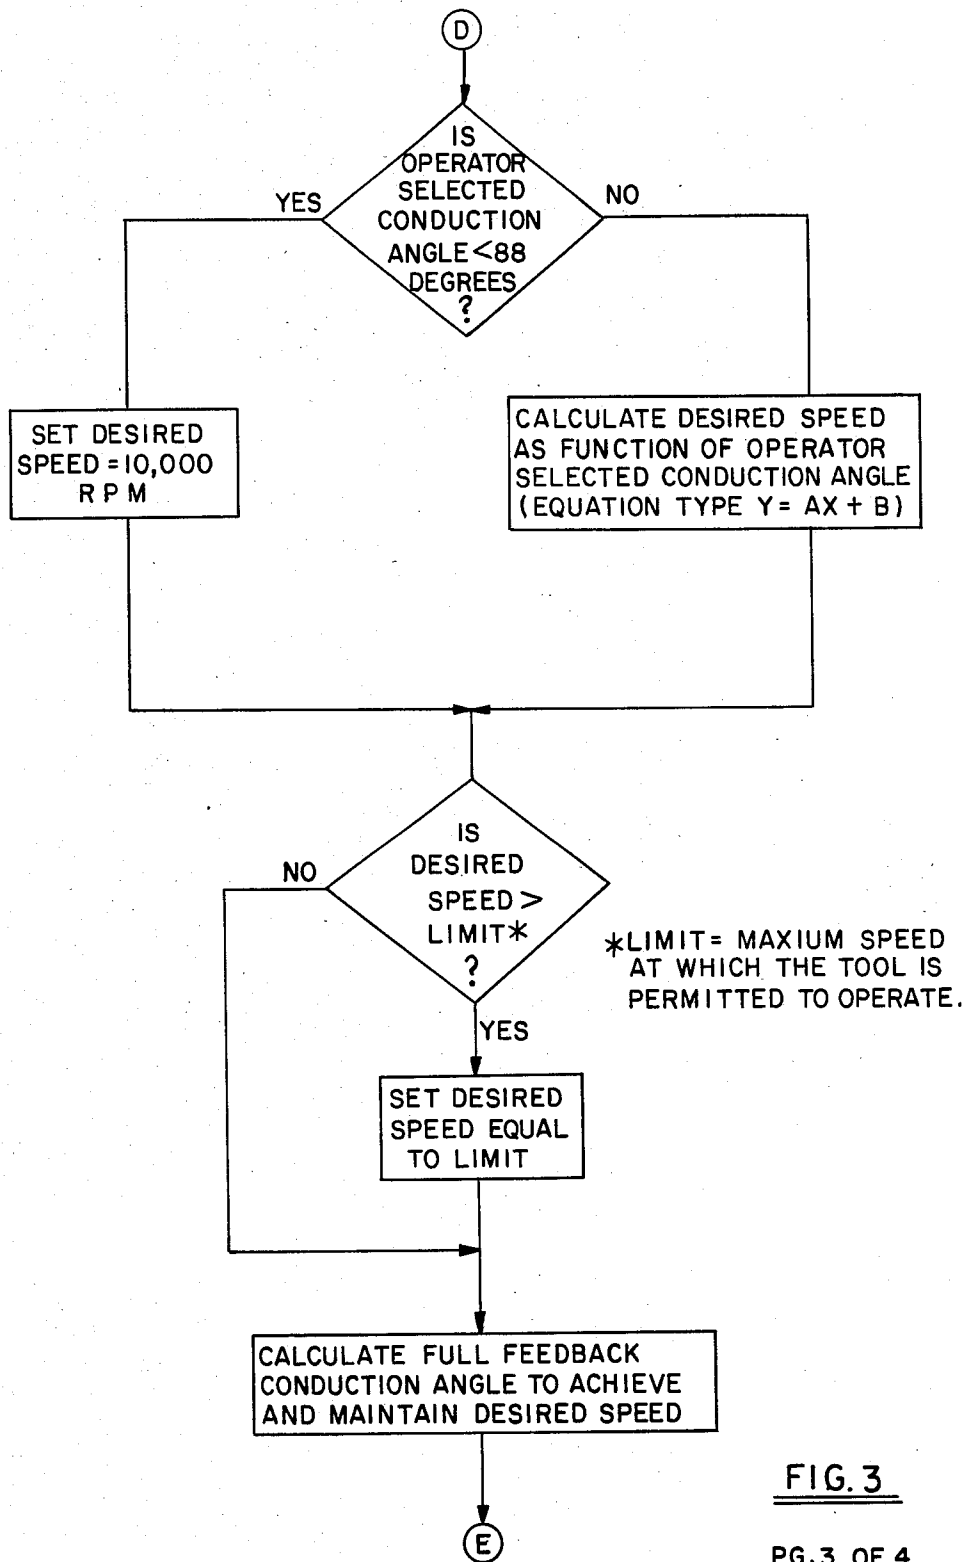 D
IS
OPERATOR
SELECTED
CONDUCTION
ANGLE<88
DEGREES
?
YES
NO
SET DESIRED
SPEED=10,000
RPM
CALCULATE DESIRED SPEED
AS FUNCTION OF OPERATOR
SELECTED CONDUCTION ANGLE
(EQUATION TYPE Y= AX + B)
IS
DESIRED
SPEED >
LIMIT*
?
NO
YES
*LIMIT= MAXIUM SPEED
AT WHICH THE TOOL IS
PERMITTED TO OPERATE.
SET DESIRED
SPEED EQUAL
TO LIMIT
CALCULATE FULL FEEDBACK
CONDUCTION ANGLE TO ACHIEVE
AND MAINTAIN DESIRED SPEED
E
FIG. 3
PG. 3 OF 4